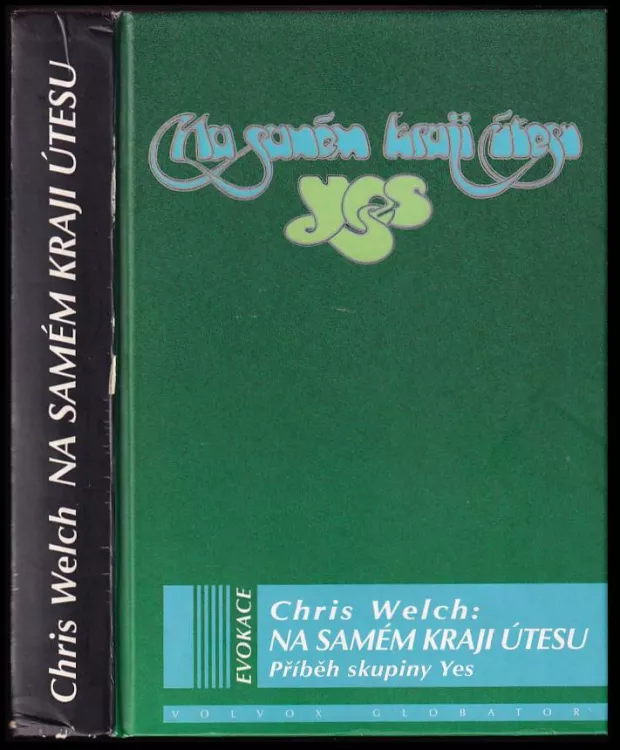 Chris Welch NA SAMÉM KRAJI ÚTESU
Na samém kraji útesu
yes
EVOKACE
Chris Welch:
NA SAMÉM KRAJI ÚTESU
Příběh skupiny Yes
VOLVOX GLOBATOR